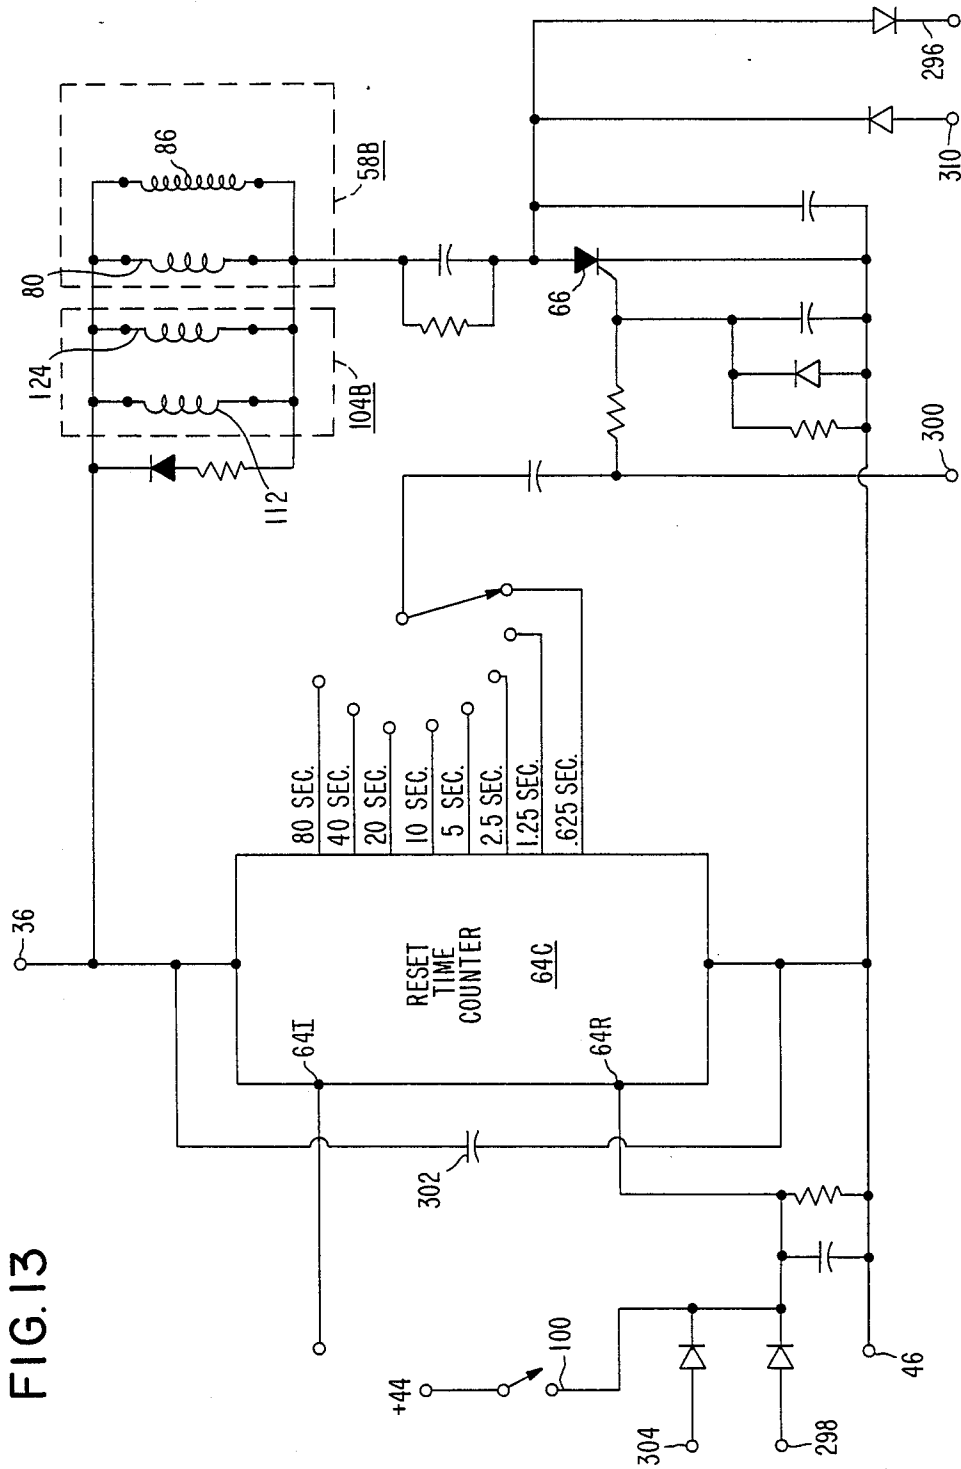 FIG. 13
36
80
86
124
58B
104B
112
66
296
310
300
80 SEC.
40 SEC.
20 SEC.
10 SEC.
5 SEC.
2.5 SEC.
1.25 SEC.
.625 SEC.
RESET
TIME
COUNTER
64C
64I
64R
302
+44
100
304
298
46